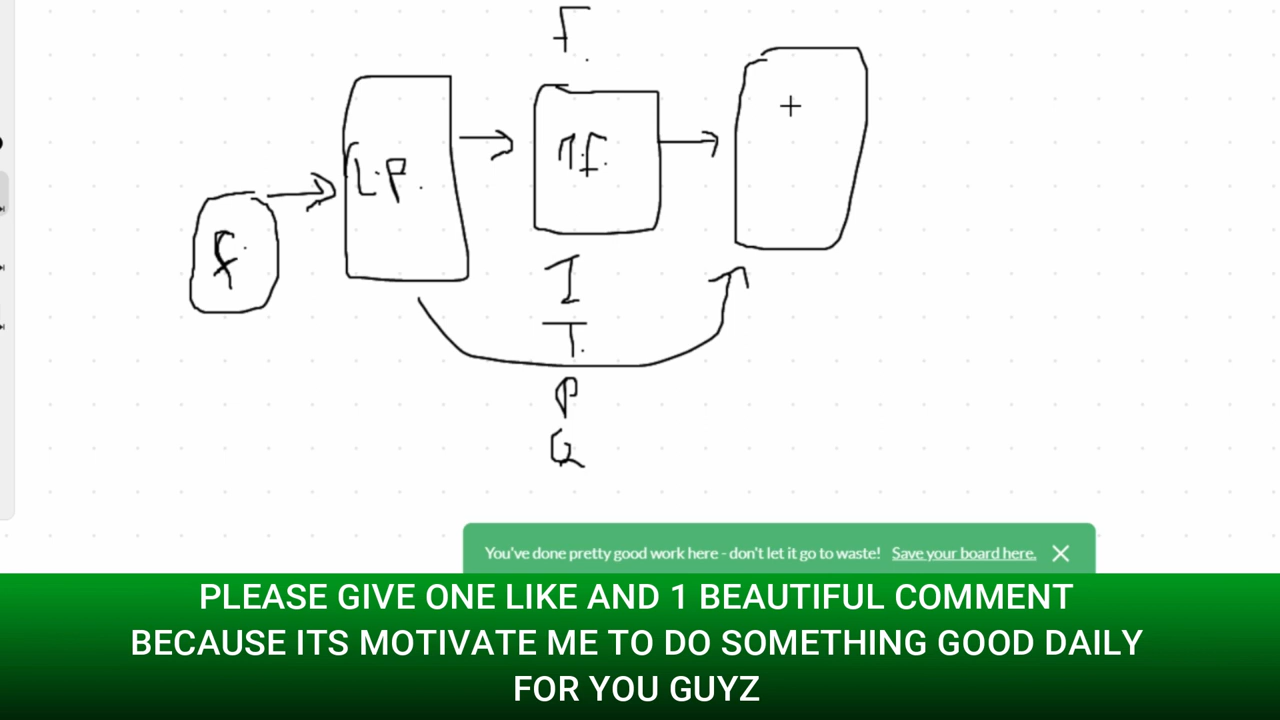 F.
L.P.
M.F.
f.
I
T.
P
Q
You've done pretty good work here - don't let it go to waste! Save your board here.
PLEASE GIVE ONE LIKE AND 1 BEAUTIFUL COMMENT
BECAUSE ITS MOTIVATE ME TO DO SOMETHING GOOD DAILY
FOR YOU GUYZ